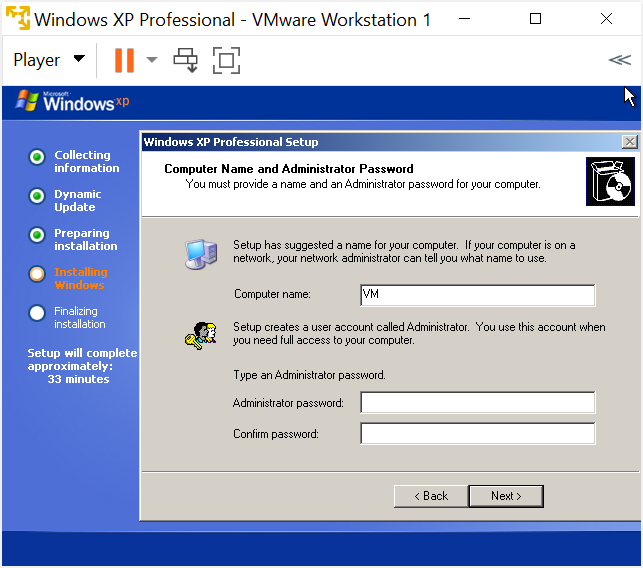 Windows XP Professional - VMware Workstation 1
Player
Microsoft
Windows xp
Collecting
information
Dynamic
Update
Preparing
installation
Installing
Windows
Finalizing
installation
Setup will complete
approximately:
33 minutes
Windows XP Professional Setup
Computer Name and Administrator Password
You must provide a name and an Administrator password for your computer.
Setup has suggested a name for your computer. If your computer is on a
network, your network administrator can tell you what name to use.
Computer name:
VM
Setup creates a user account called Administrator. You use this account when
you need full access to your computer.
Type an Administrator password.
Administrator password:
Confirm password:
< Back
Next >